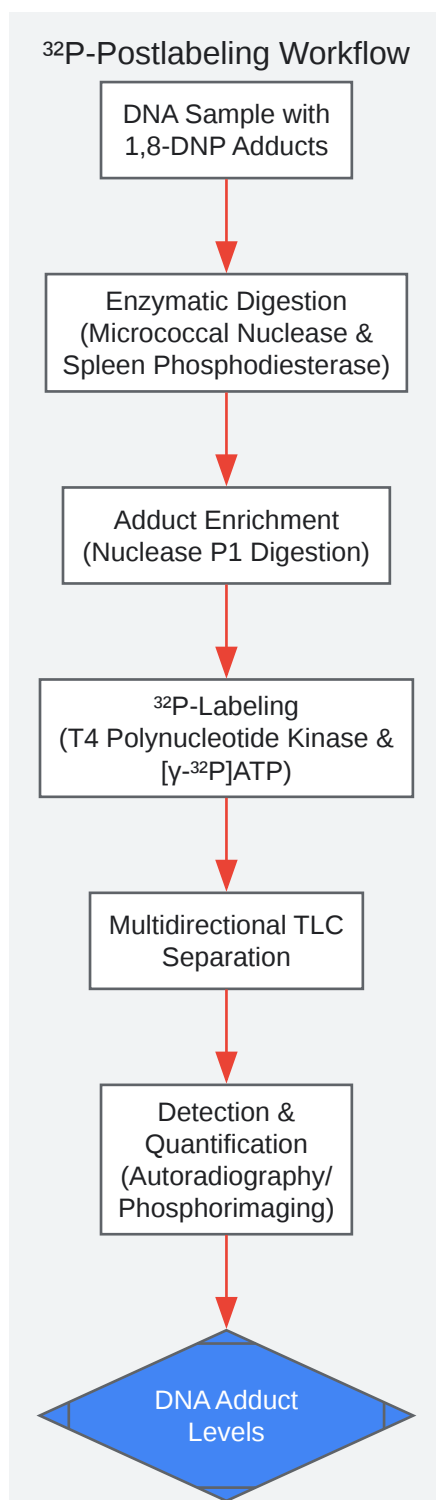 ³²P-Postlabeling Workflow
DNA Sample with
1,8-DNP Adducts
Enzymatic Digestion
(Micrococcal Nuclease &
Spleen Phosphodiesterase)
Adduct Enrichment
(Nuclease P1 Digestion)
³²P-Labeling
(T4 Polynucleotide Kinase &
[γ-³²P]ATP)
Multidirectional TLC
Separation
Detection &
Quantification
(Autoradiography/
Phosphorimaging)
DNA Adduct
Levels